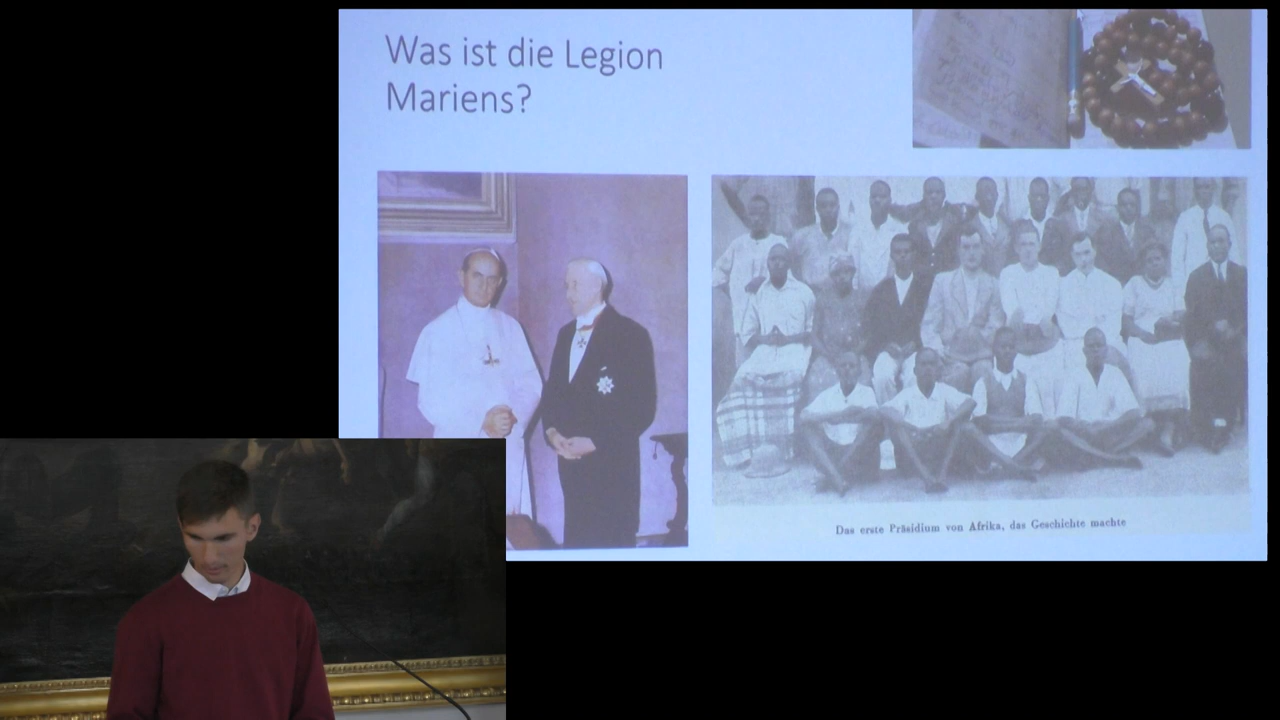 Was ist die Legion
Mariens?
Das erste Präsidium von Afrika, das Geschichte machte